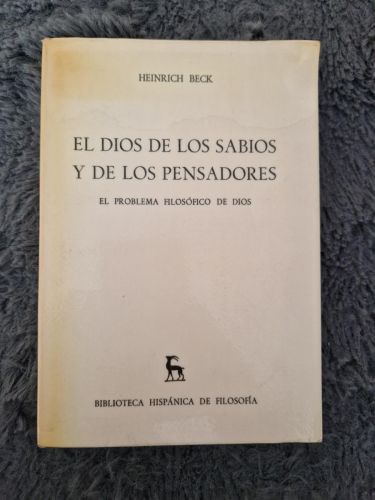 HEINRICH BECK
EL DIOS DE LOS SABIOS
Y DE LOS PENSADORES
EL PROBLEMA FILOSÓFICO DE DIOS
BIBLIOTECA HISPÁNICA DE FILOSOFÍA